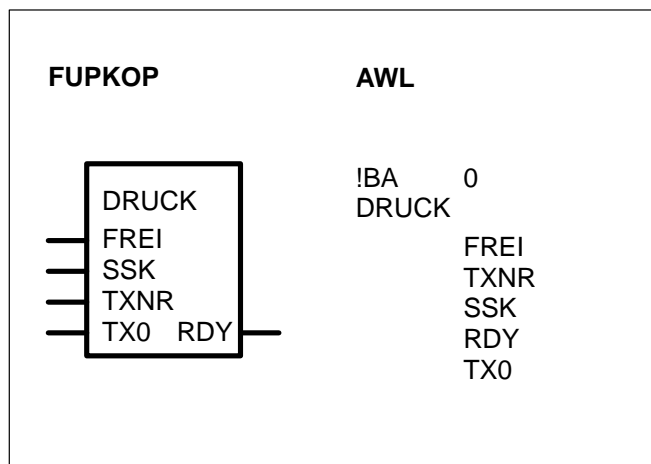 FUPKOP
AWL
DRUCK
FREI
SSK
TXNR
TX0 RDY
!BA 0
DRUCK
FREI
TXNR
SSK
RDY
TX0